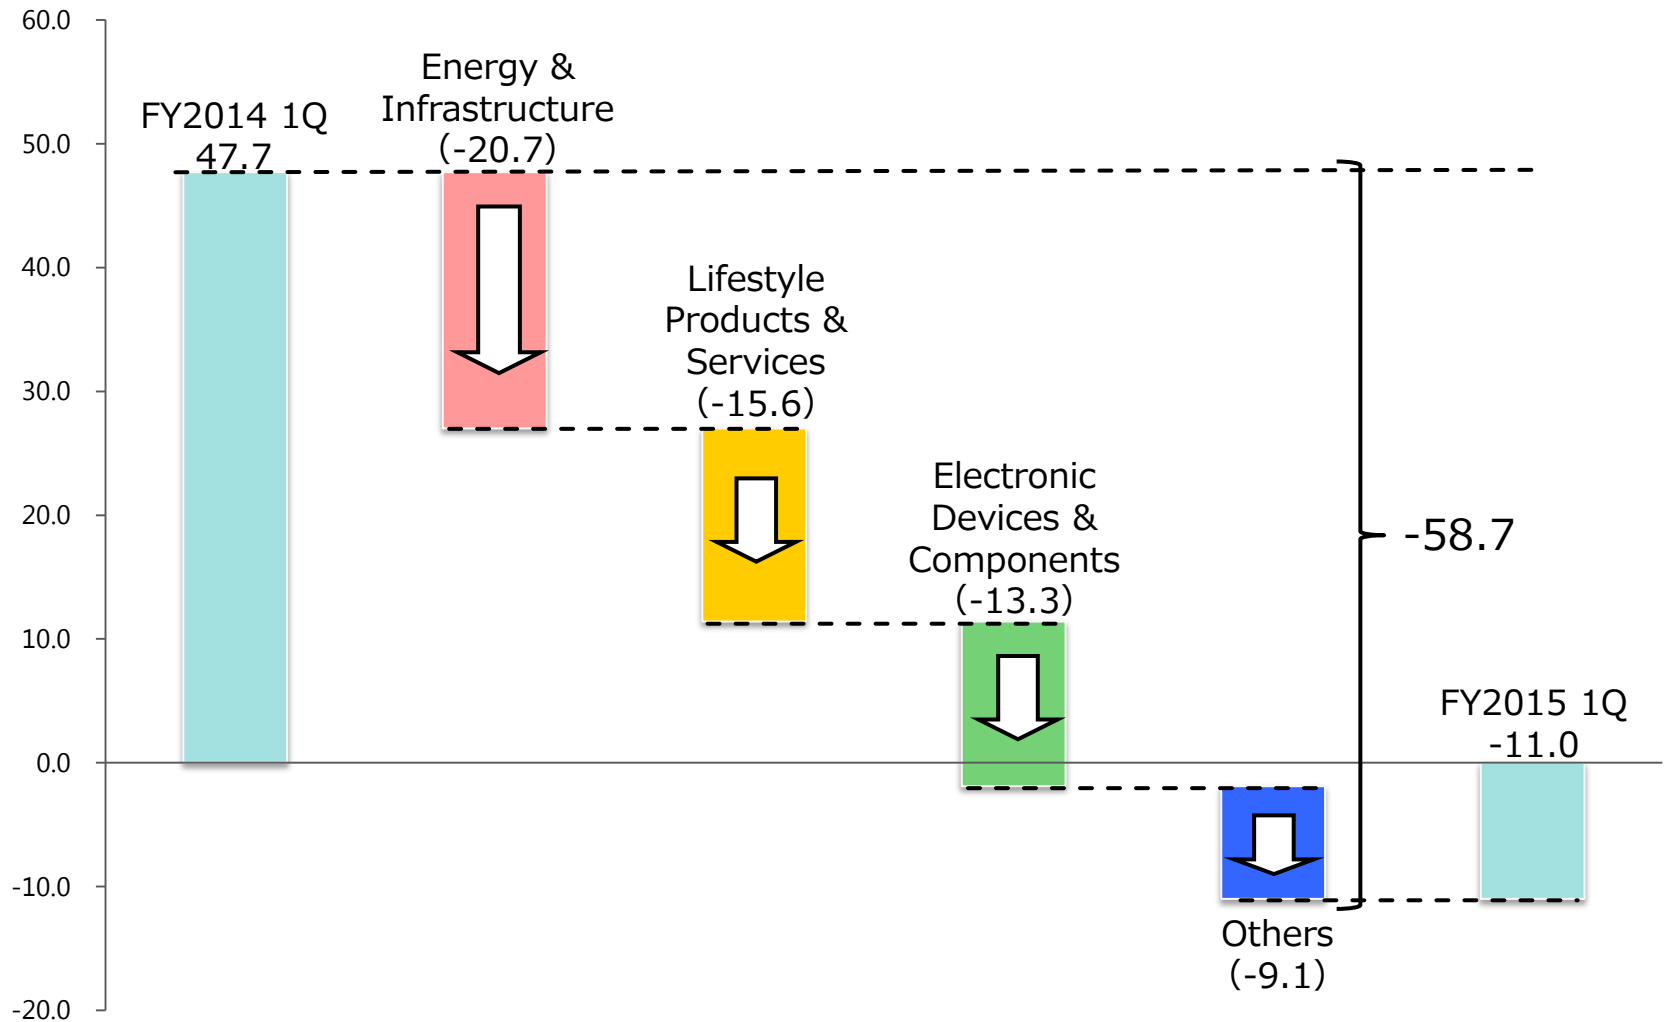 60.0
50.0
40.0
30.0
20.0
10.0
0.0
-10.0
-20.0
FY2014 1Q
47.7
Energy &
Infrastructure
(-20.7)
Lifestyle
Products &
Services
(-15.6)
Electronic
Devices &
Components
(-13.3)
Others
(-9.1)
-58.7
FY2015 1Q
-11.0